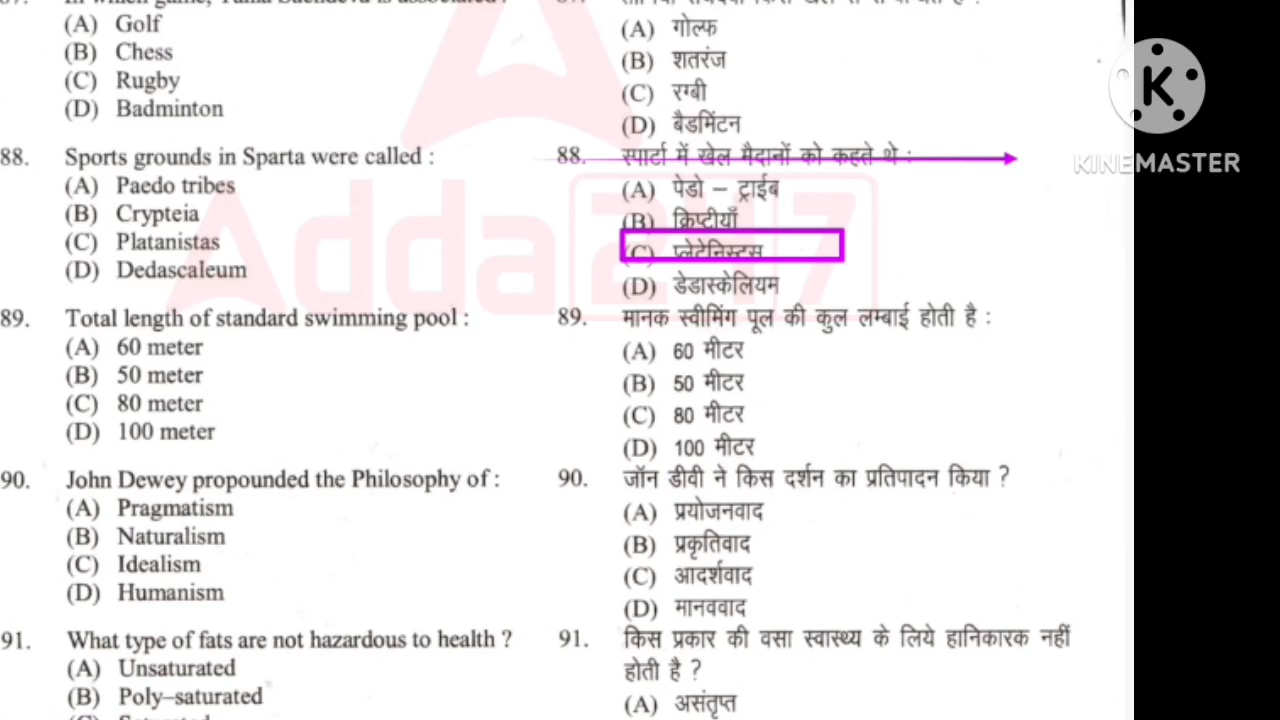 (A) Golf
(B) Chess
(C) Rugby
(D) Badminton
88. Sports grounds in Sparta were called :
(A) Paedo tribes
(B) Crypteia
(C) Platanistas
(D) Dedascaleum
89. Total length of standard swimming pool :
(A) 60 meter
(B) 50 meter
(C) 80 meter
(D) 100 meter
90. John Dewey propounded the Philosophy of :
(A) Pragmatism
(B) Naturalism
(C) Idealism
(D) Humanism
91. What type of fats are not hazardous to health ?
(A) Unsaturated
(B) Poly–saturated
(A) गोल्फ
(B) शतरंज
(C) रग्बी
(D) बैडमिंटन
88. स्पार्टा में खेल मैदानों को कहते थे :
(A) पेडो – ट्राईब
(B) क्रिप्टीयाँ
(C) प्लेटेनिस्टस
(D) डेडास्केलियम
89. मानक स्वीमिंग पूल की कुल लम्बाई होती है :
(A) 60 मीटर
(B) 50 मीटर
(C) 80 मीटर
(D) 100 मीटर
90. जॉन डीवी ने किस दर्शन का प्रतिपादन किया ?
(A) प्रयोजनवाद
(B) प्रकृतिवाद
(C) आदर्शवाद
(D) मानववाद
91. किस प्रकार की वसा स्वास्थ्य के लिये हानिकारक नहीं
होती है ?
(A) असंतृप्त
Adda 247
K
KINEMASTER